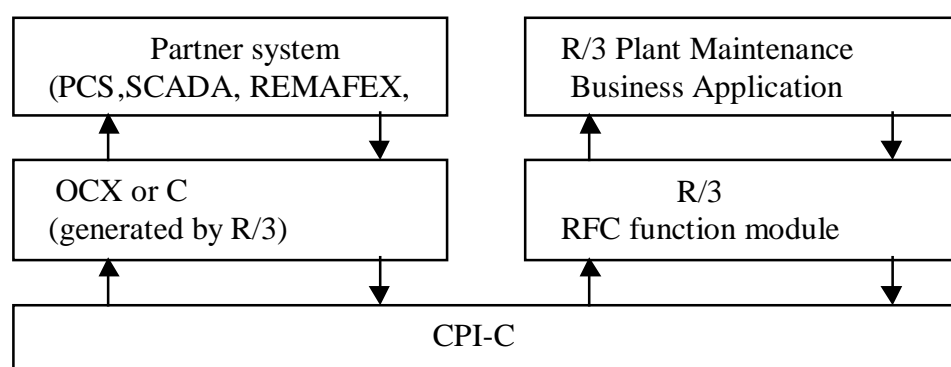 Partner system
(PCS,SCADA, REMAFEX,
R/3 Plant Maintenance
Business Application
OCX or C
(generated by R/3)
R/3
RFC function module
CPI-C